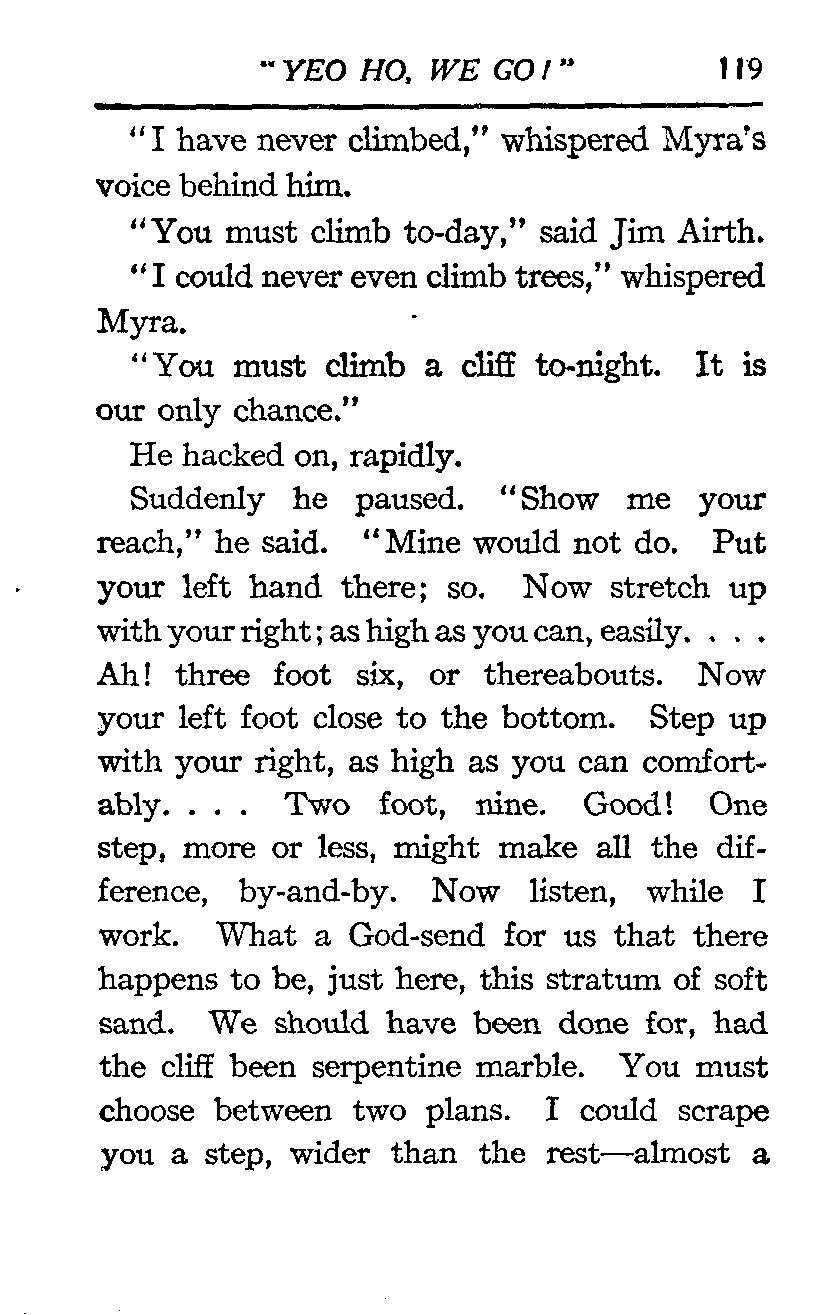 "YEO HO, WE GO!" 119
"I have never climbed," whispered Myra's
voice behind him.
"You must climb to-day," said Jim Airth.
"I could never even climb trees," whispered
Myra.
"You must climb a cliff to-night. It is
our only chance."
He hacked on, rapidly.
Suddenly he paused. "Show me your
reach," he said. "Mine would not do. Put
your left hand there; so. Now stretch up
with your right; as high as you can, easily. . . .
Ah! three foot six, or thereabouts. Now
your left foot close to the bottom. Step up
with your right, as high as you can comfort-
ably. . . . Two foot, nine. Good! One
step, more or less, might make all the dif-
ference, by-and-by. Now listen, while I
work. What a God-send for us that there
happens to be, just here, this stratum of soft
sand. We should have been done for, had
the cliff been serpentine marble. You must
choose between two plans. I could scrape
you a step, wider than the rest—almost a